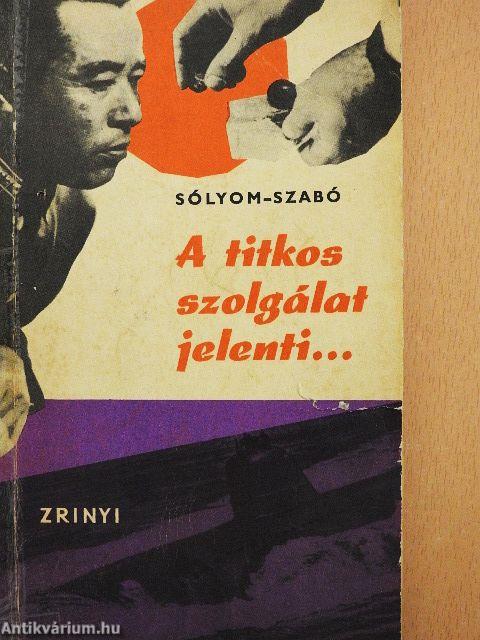 SÓLYOM-SZABÓ
A titkos
szolgálat
jelenti...
ZRINYI
Antikvárium.hu